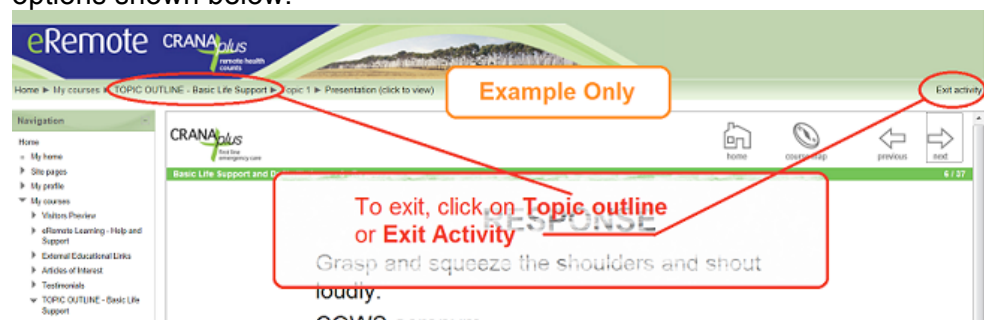 options shown below.
eRemote CRANAplus
remote health
counts
Example Only
Home ► My courses ► TOPIC OUTLINE - Basic Life Support ► Topic 1 ► Presentation (click to view)
Exit activity
Navigation
Home
My home
Site pages
My profile
My courses
Visitors Preview
eRemote Learning - Help and
Support
External Educational Links
Articles of Interest
Testimonials
TOPIC OUTLINE - Basic Life
Support
CRANAplus
first line
emergency care
home course map previous next
Basic Life Support and
6 / 37
To exit, click on Topic outline
or Exit Activity
RESPONSE
Grasp and squeeze the shoulders and shout
loudly.
COWS acronym